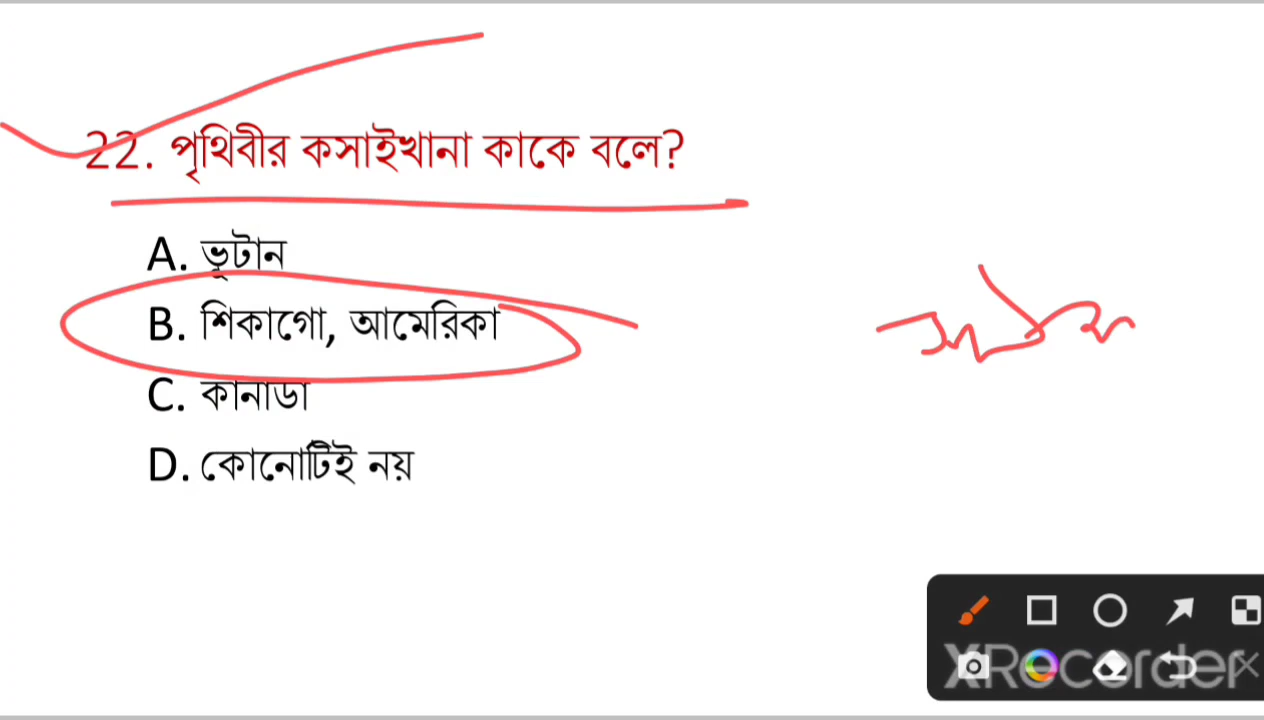 22. পৃথিবীর কসাইখানা কাকে বলে?
A. ভূটান
B. শিকাগো, আমেরিকা
C. কানাডা
D. কোনোটিই নয়
XRecorder